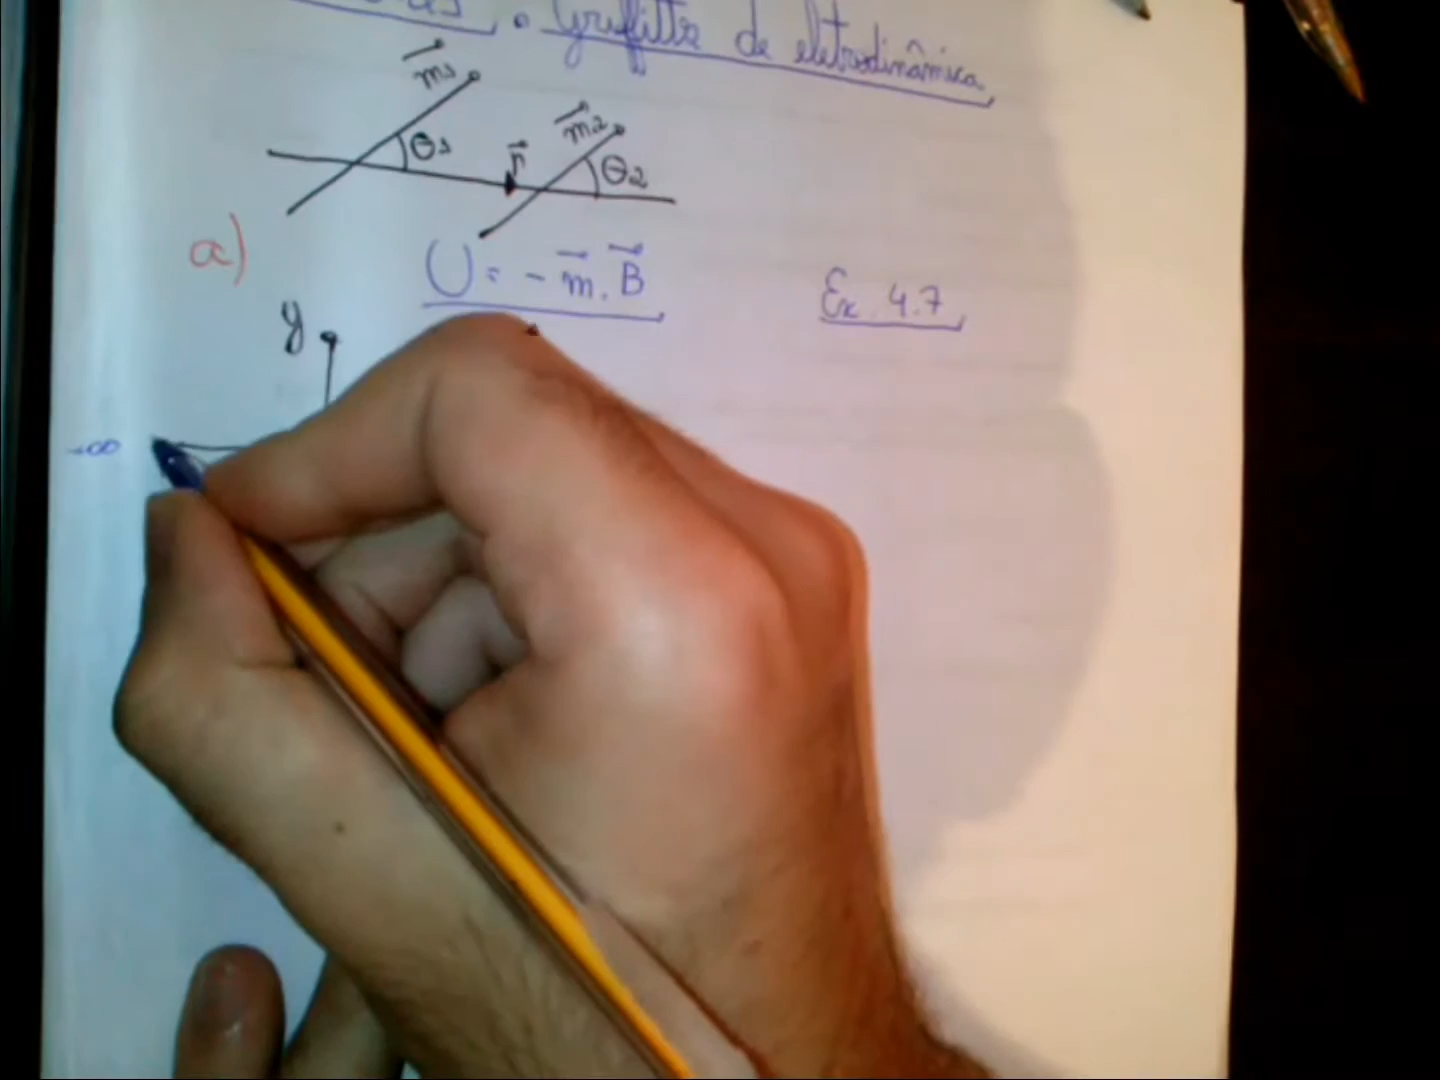 Griffiths de eletrodinâmica
m1
θ1
r
m2
θ2
a)
U = - m . B
Ex. 4.7
y
-∞